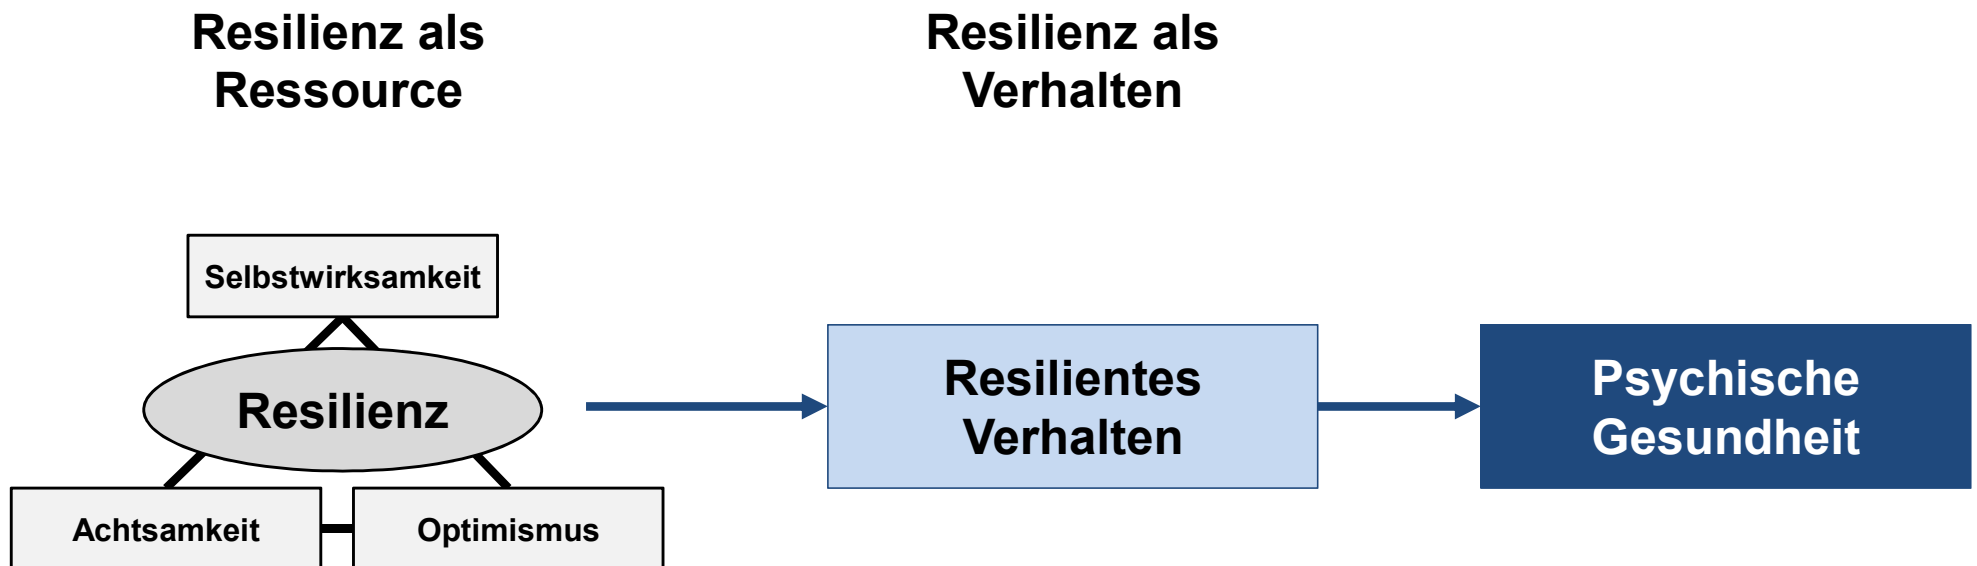 Resilienz als
Ressource
Resilienz als
Verhalten
Selbstwirksamkeit
Resilienz
Achtsamkeit
Optimismus
Resilientes
Verhalten
Psychische
Gesundheit